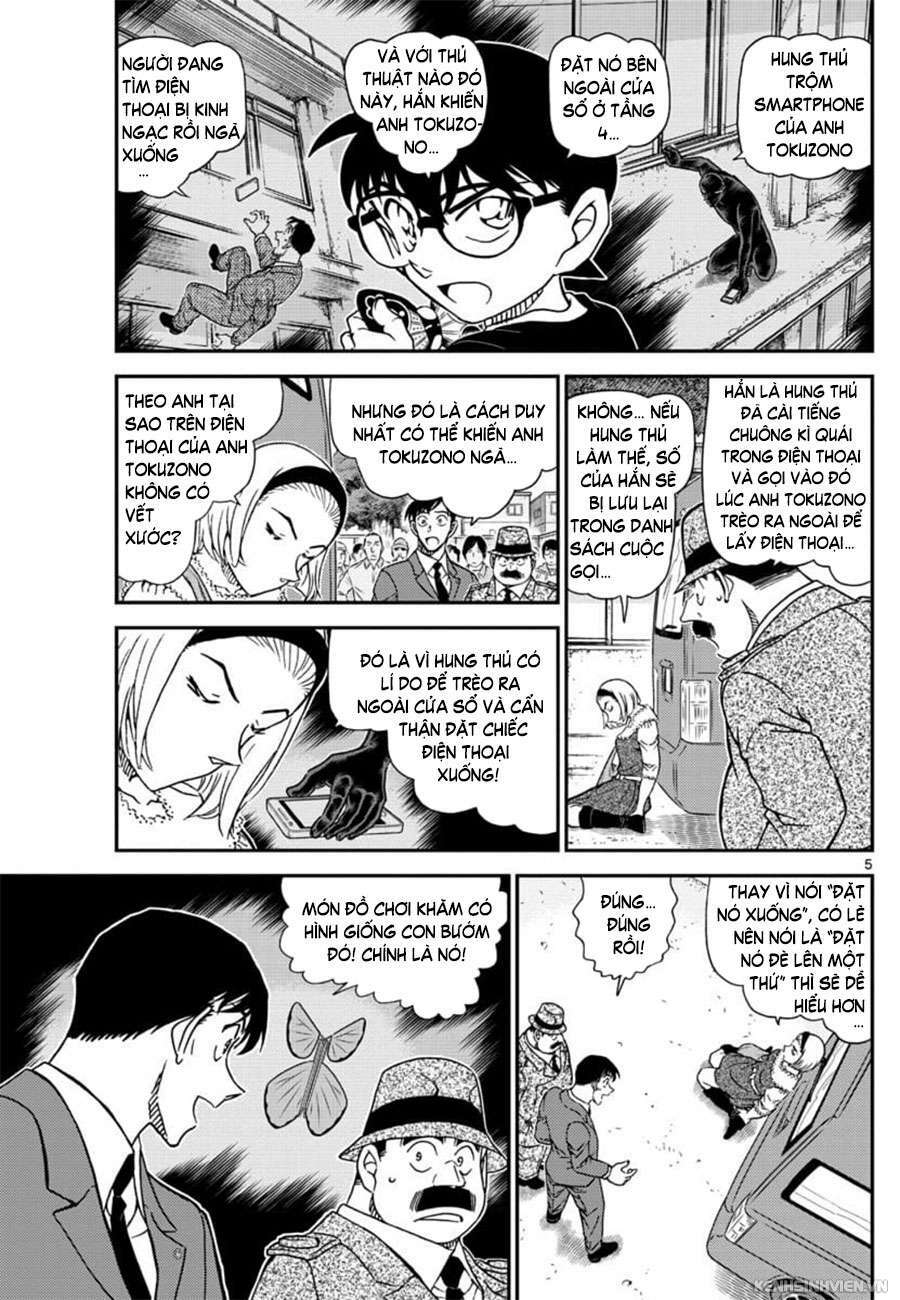 HUNG THỦ
TRỘM
SMARTPHONE
CỦA ANH
TOKUZONO
ĐẶT NÓ BÊN
NGOÀI CỬA
SỔ Ở TẦNG
4...
VÀ VỚI THỦ
THUẬT NÀO ĐÓ
NÀY, HẮN KHIẾN
ANH TOKUZO-
NO...
NGƯỜI ĐANG
TÌM ĐIỆN
THOẠI BỊ KINH
NGẠC RỒI NGÃ
XUỐNG
...
HẲN LÀ HUNG THỦ
ĐÃ CÀI TIẾNG
CHUÔNG KÌ QUÁI
TRONG ĐIỆN THOẠI
VÀ GỌI VÀO ĐÓ
LÚC ANH TOKUZONO
TRÈO RA NGOÀI ĐỂ
LẤY ĐIỆN THOẠI...
KHÔNG... NẾU
HUNG THỦ
LÀM THẾ, SỐ
CỦA HẮN SẼ
BỊ LƯU LẠI
TRONG DANH
SÁCH CUỘC
GỌI...
NHƯNG ĐÓ LÀ CÁCH DUY
NHẤT CÓ THỂ KHIẾN ANH
TOKUZONO NGÃ...
THEO ANH TẠI
SAO TRÊN ĐIỆN
THOẠI CỦA ANH
TOKUZONO
KHÔNG CÓ
VẾT
XƯỚC?
ĐÓ LÀ VÌ HUNG THỦ CÓ
LÍ DO ĐỂ TRÈO RA
NGOÀI CỬA SỔ VÀ CẨN
THẬN ĐẶT CHIẾC
ĐIỆN THOẠI
XUỐNG!
5
THAY VÌ NÓI "ĐẶT
NÓ XUỐNG", CÓ LẼ
NÊN NÓI LÀ "ĐẶT
NÓ ĐÈ LÊN MỘT
THỨ" THÌ SẼ DỄ
HIỂU HƠN
...
ĐÚNG...
ĐÚNG
RỒI!
MÓN ĐỒ CHƠI KHÀM CÓ
HÌNH GIỐNG CON BƯỚM
ĐÓ! CHÍNH LÀ NÓ!
KENHSINHVIEN.VN